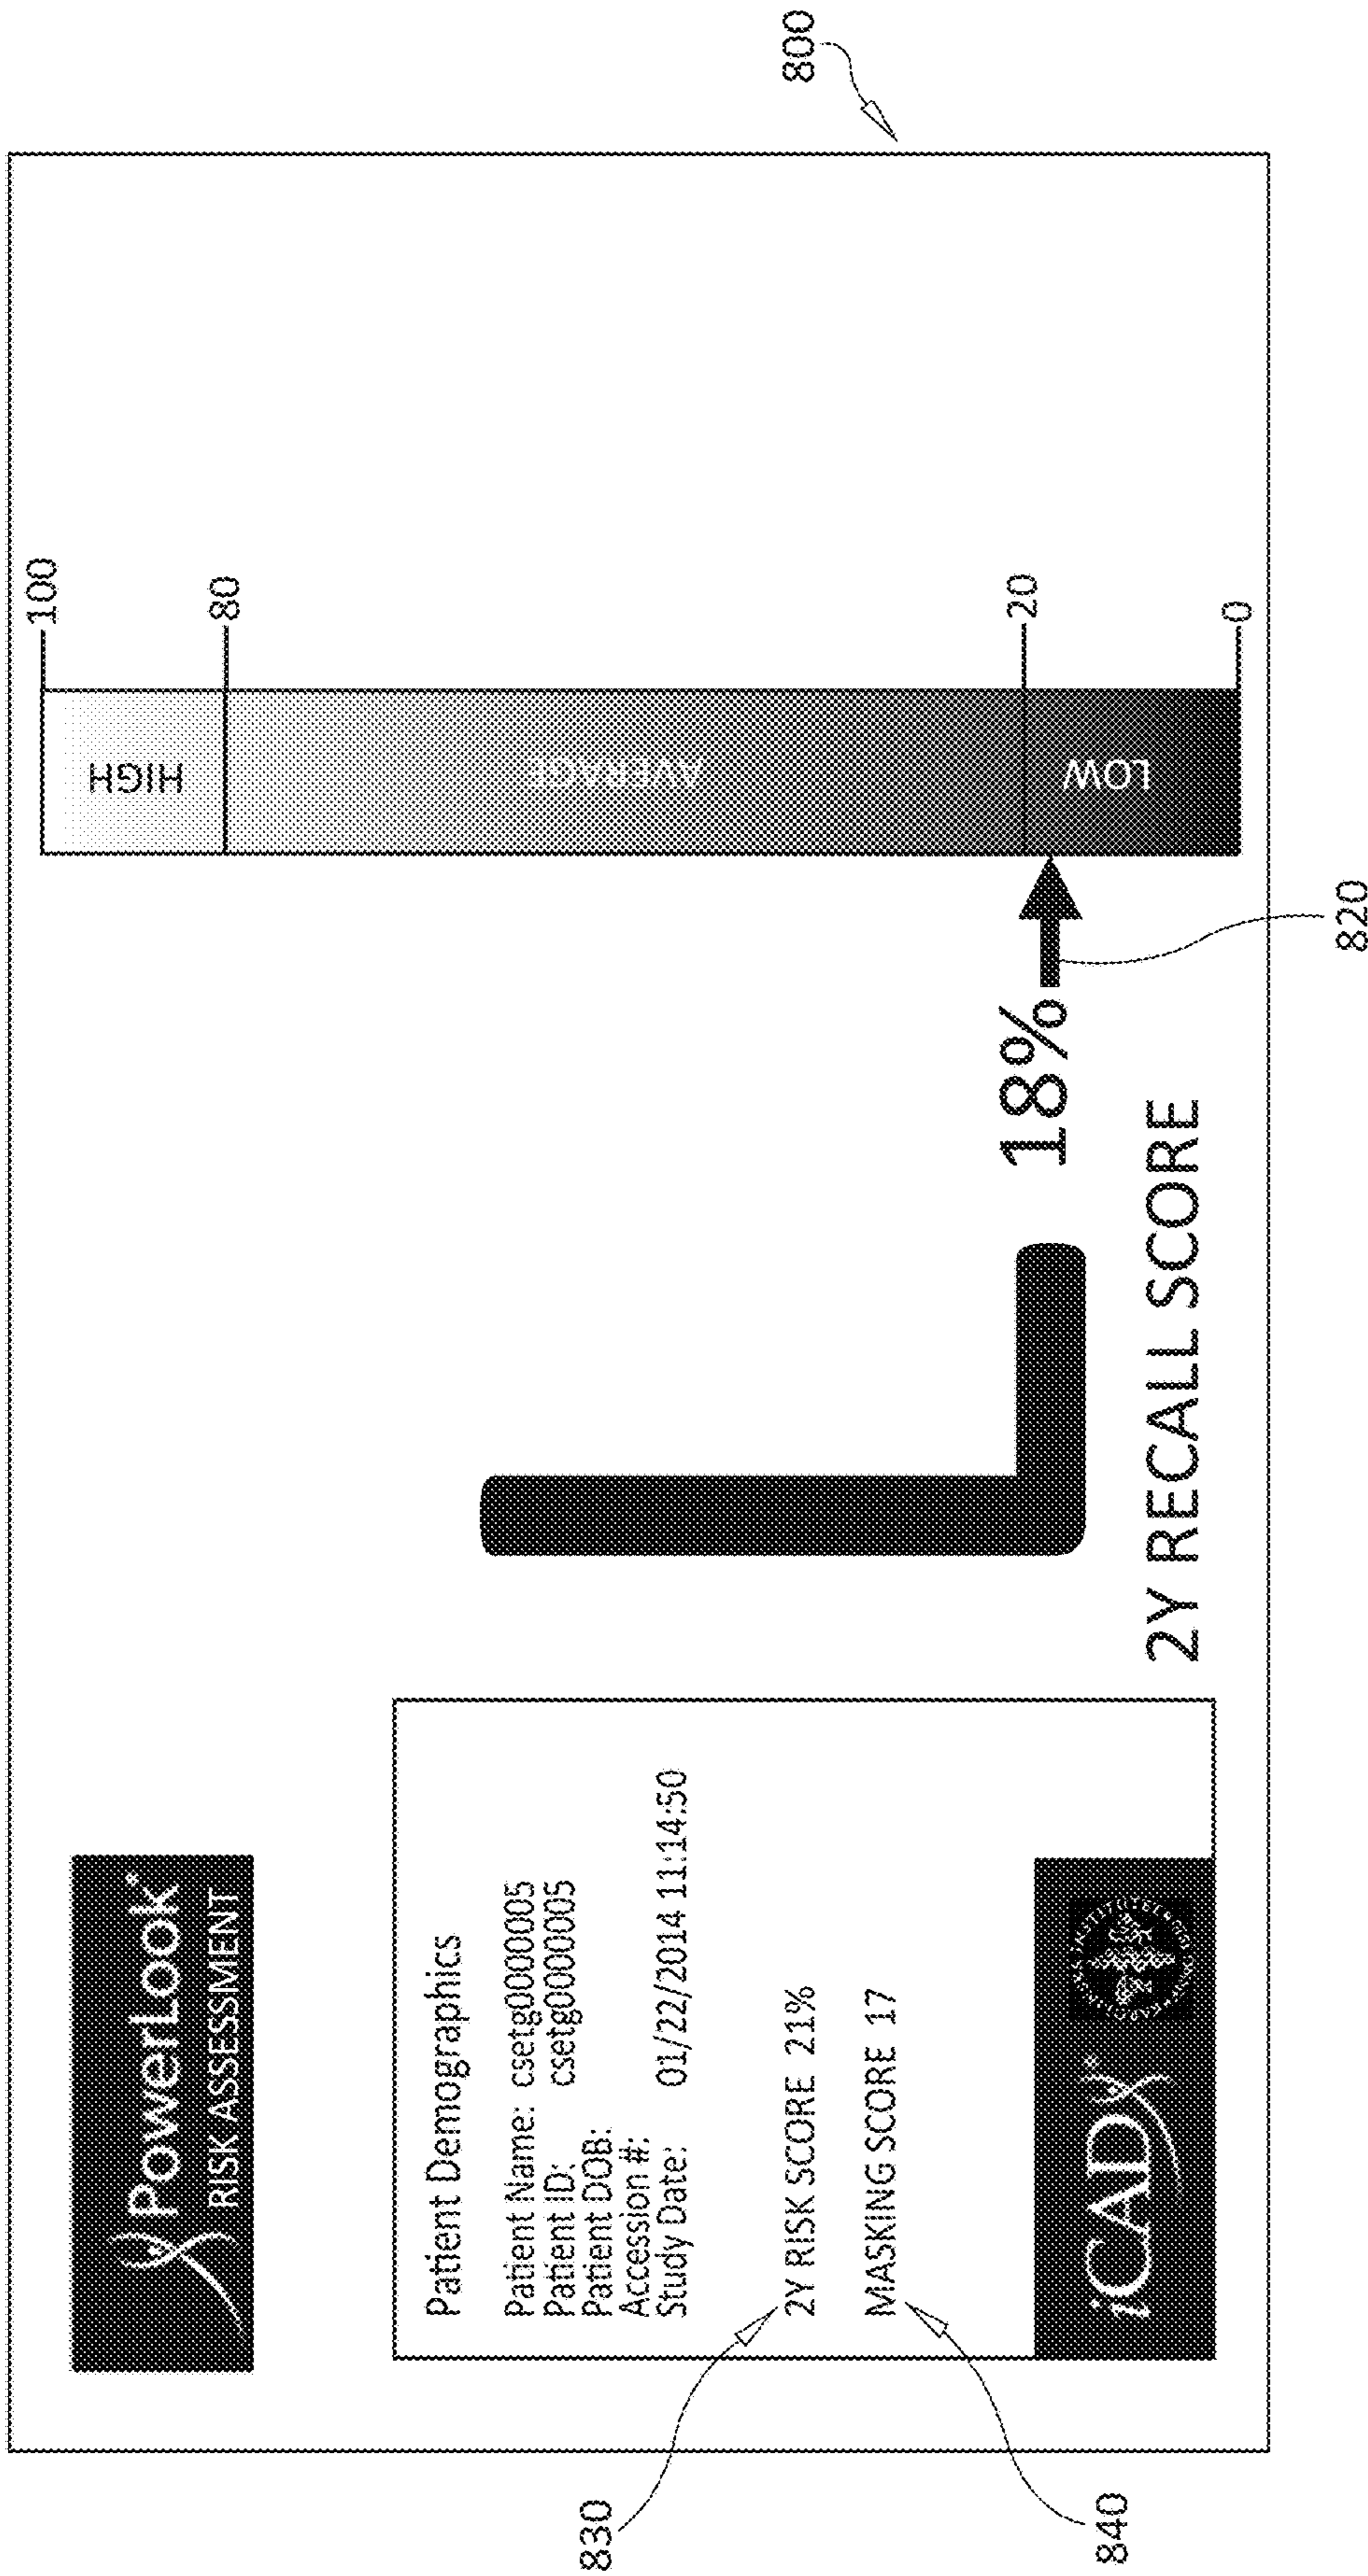 PowerLook®
RISK ASSESSMENT
Patient Demographics
Patient Name: csetg0000005
Patient ID: csetg0000005
Patient DOB:
Accession #:
Study Date: 01/22/2014 11:14:50
830
2Y RISK SCORE 21%
840
MASKING SCORE 17
iCAD®
L
18%
820
2Y RECALL SCORE
100
HIGH
80
AVERAGE
20
LOW
0
800